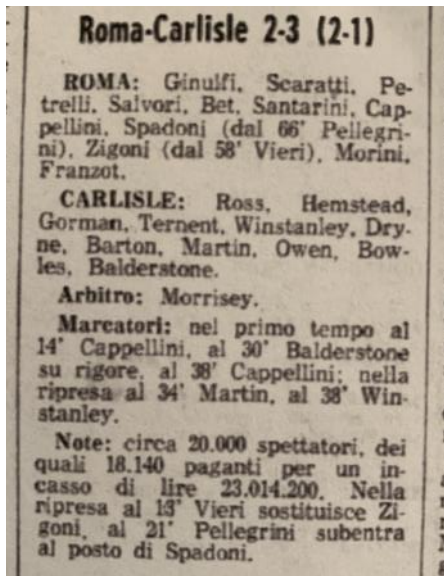 Roma-Carlisle 2-3 (2-1)
ROMA: Ginulfi, Scaratti, Pe-
trelli, Salvori, Bet, Santarini, Cap-
pellini, Spadoni (dal 66' Pellegri-
ni), Zigoni (dal 58' Vieri), Morini,
Franzot.
CARLISLE: Ross, Hemstead,
Gorman, Ternent, Winstanley, Dry-
ne, Barton, Martin, Owen, Bow-
les, Balderstone.
Arbitro: Morrisey.
Marcatori: nel primo tempo al
14' Cappellini, al 30' Balderstone
su rigore, al 38' Cappellini; nella
ripresa al 34' Martin, al 38' Win-
stanley.
Note: circa 20.000 spettatori, dei
quali 18.140 paganti per un in-
casso di lire 23.014.200. Nella
ripresa al 13' Vieri sostituisce Zi-
goni, al 21' Pellegrini subentra
al posto di Spadoni.